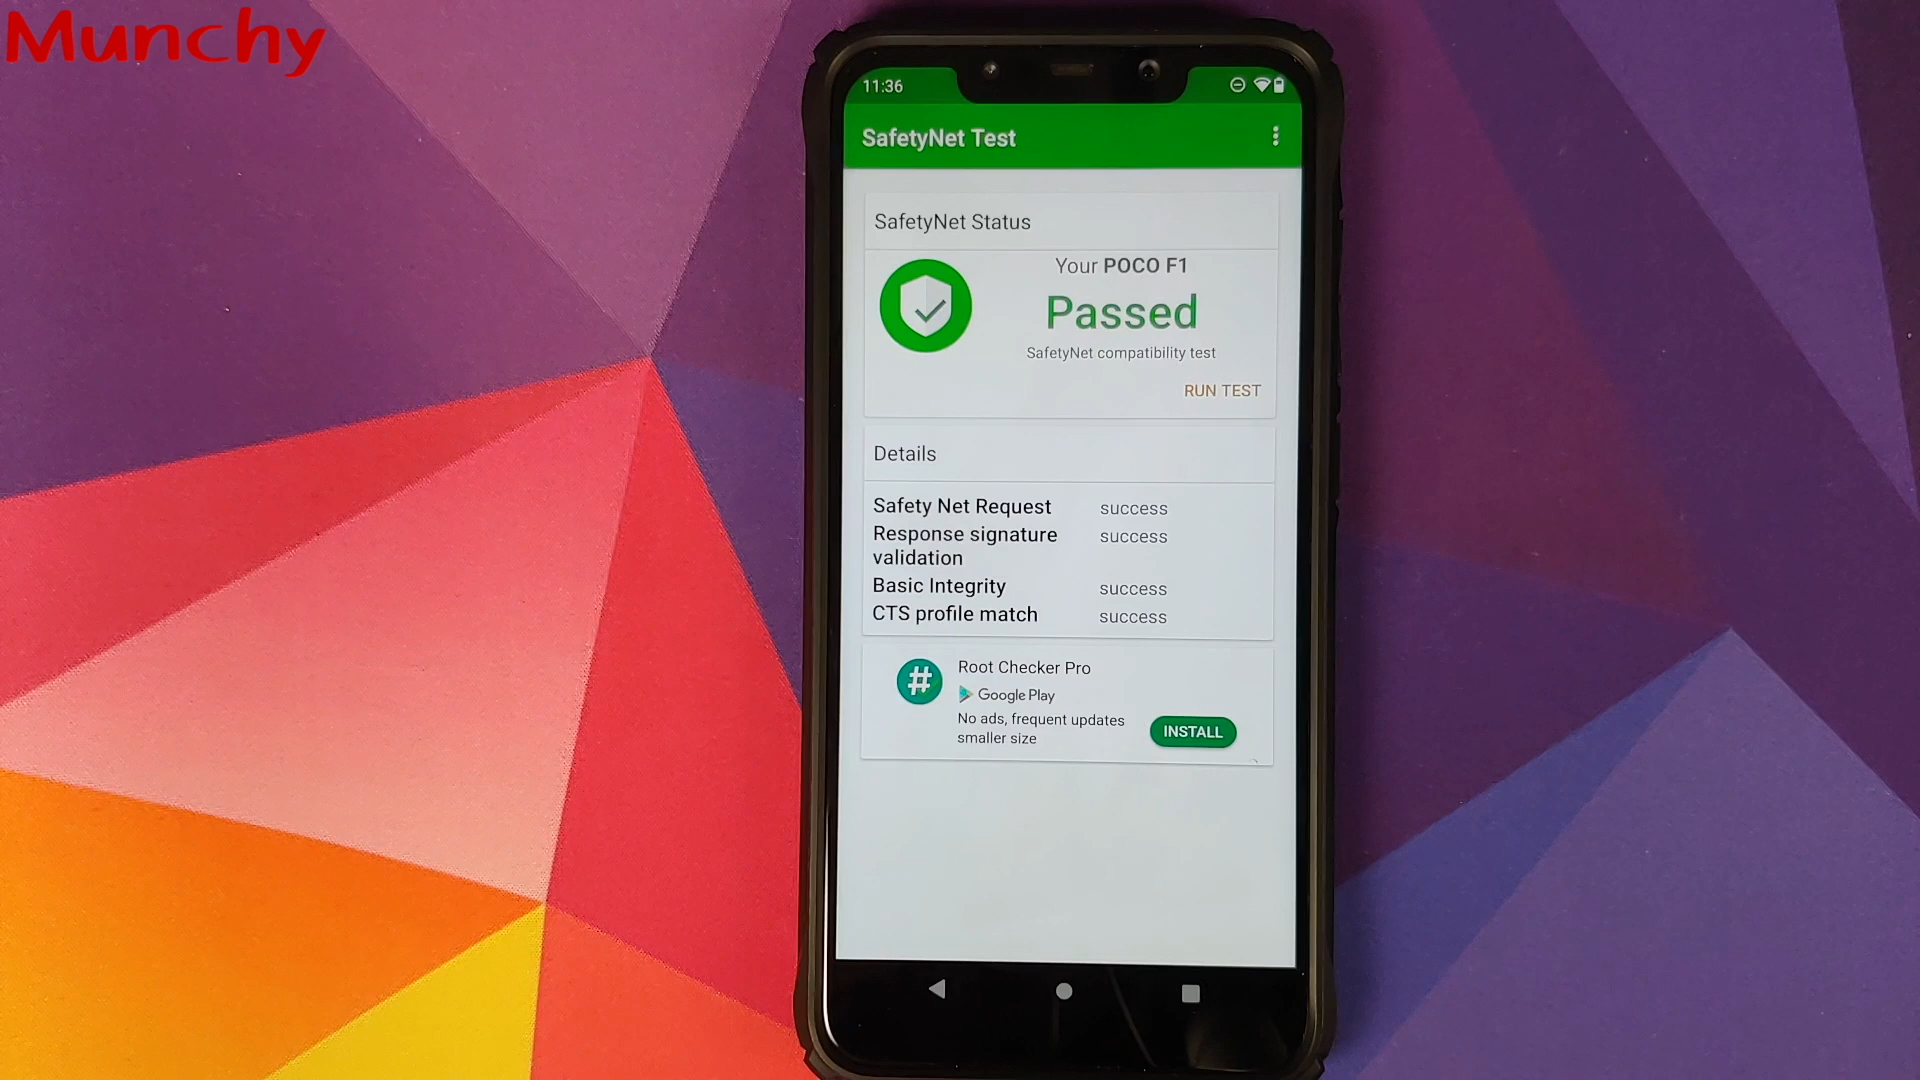 Munchy
11:36
SafetyNet Test
SafetyNet Status
Your POCO F1
Passed
SafetyNet compatibility test
RUN TEST
Details
Safety Net Request success
Response signature success
validation
Basic Integrity success
CTS profile match success
Root Checker Pro
Google Play
No ads, frequent updates
smaller size
INSTALL